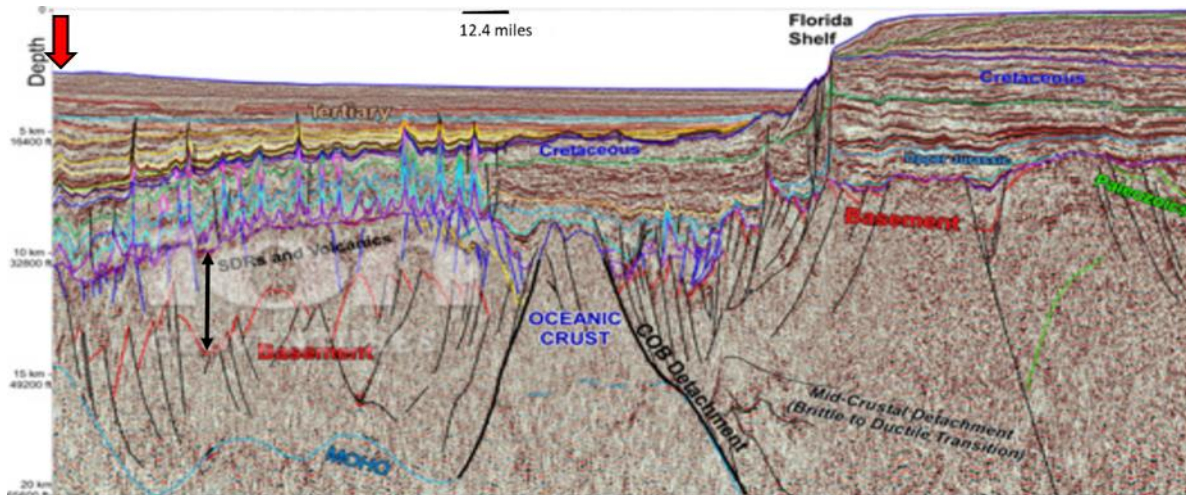 0
12.4 miles
Florida
Shelf
Depth
Cretaceous
Tertiary
5 km
16400 ft
Cretaceous
Upper Jurassic
Paleozoics
Basement
SDRs and Volcanics
10 km
32800 ft
OCEANIC
CRUST
COB Detachment
Basement
15 km
49200 ft
Mid-Crustal Detachment
(Brittle to Ductile Transition)
MOHO
20 km